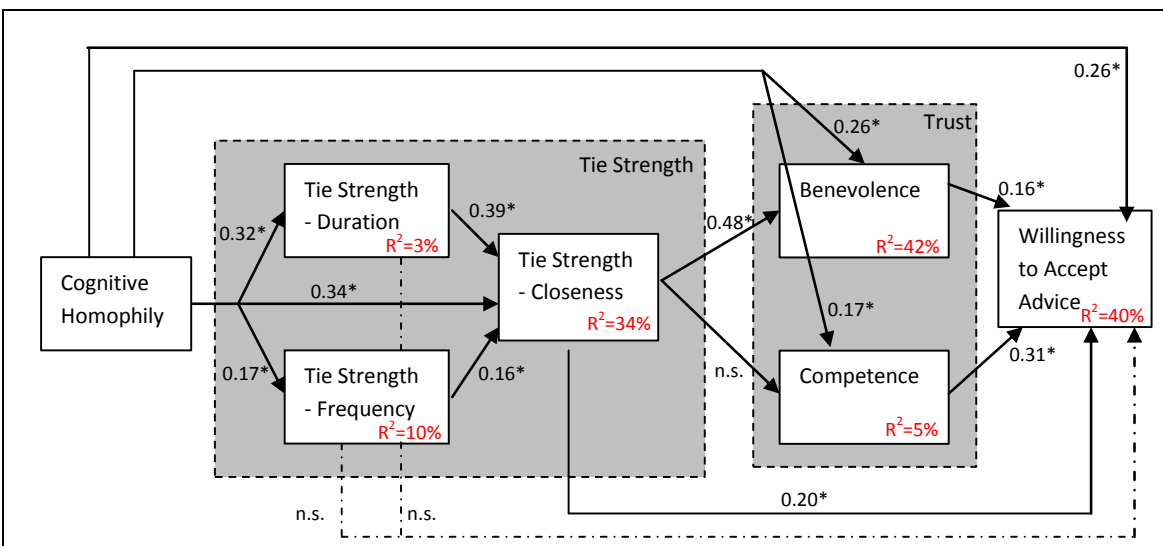 0.26*
Trust
0.26*
Tie Strength
Tie Strength
- Duration
R²=3%
Benevolence
R²=42%
0.16*
0.39*
0.48*
0.32*
Cognitive
Homophily
Tie Strength
- Closeness
R²=34%
Willingness
to Accept
Advice
R²=40%
0.34*
0.17*
0.17*
Tie Strength
- Frequency
R²=10%
0.16*
n.s.
Competence
R²=5%
0.31*
0.20*
n.s.
n.s.